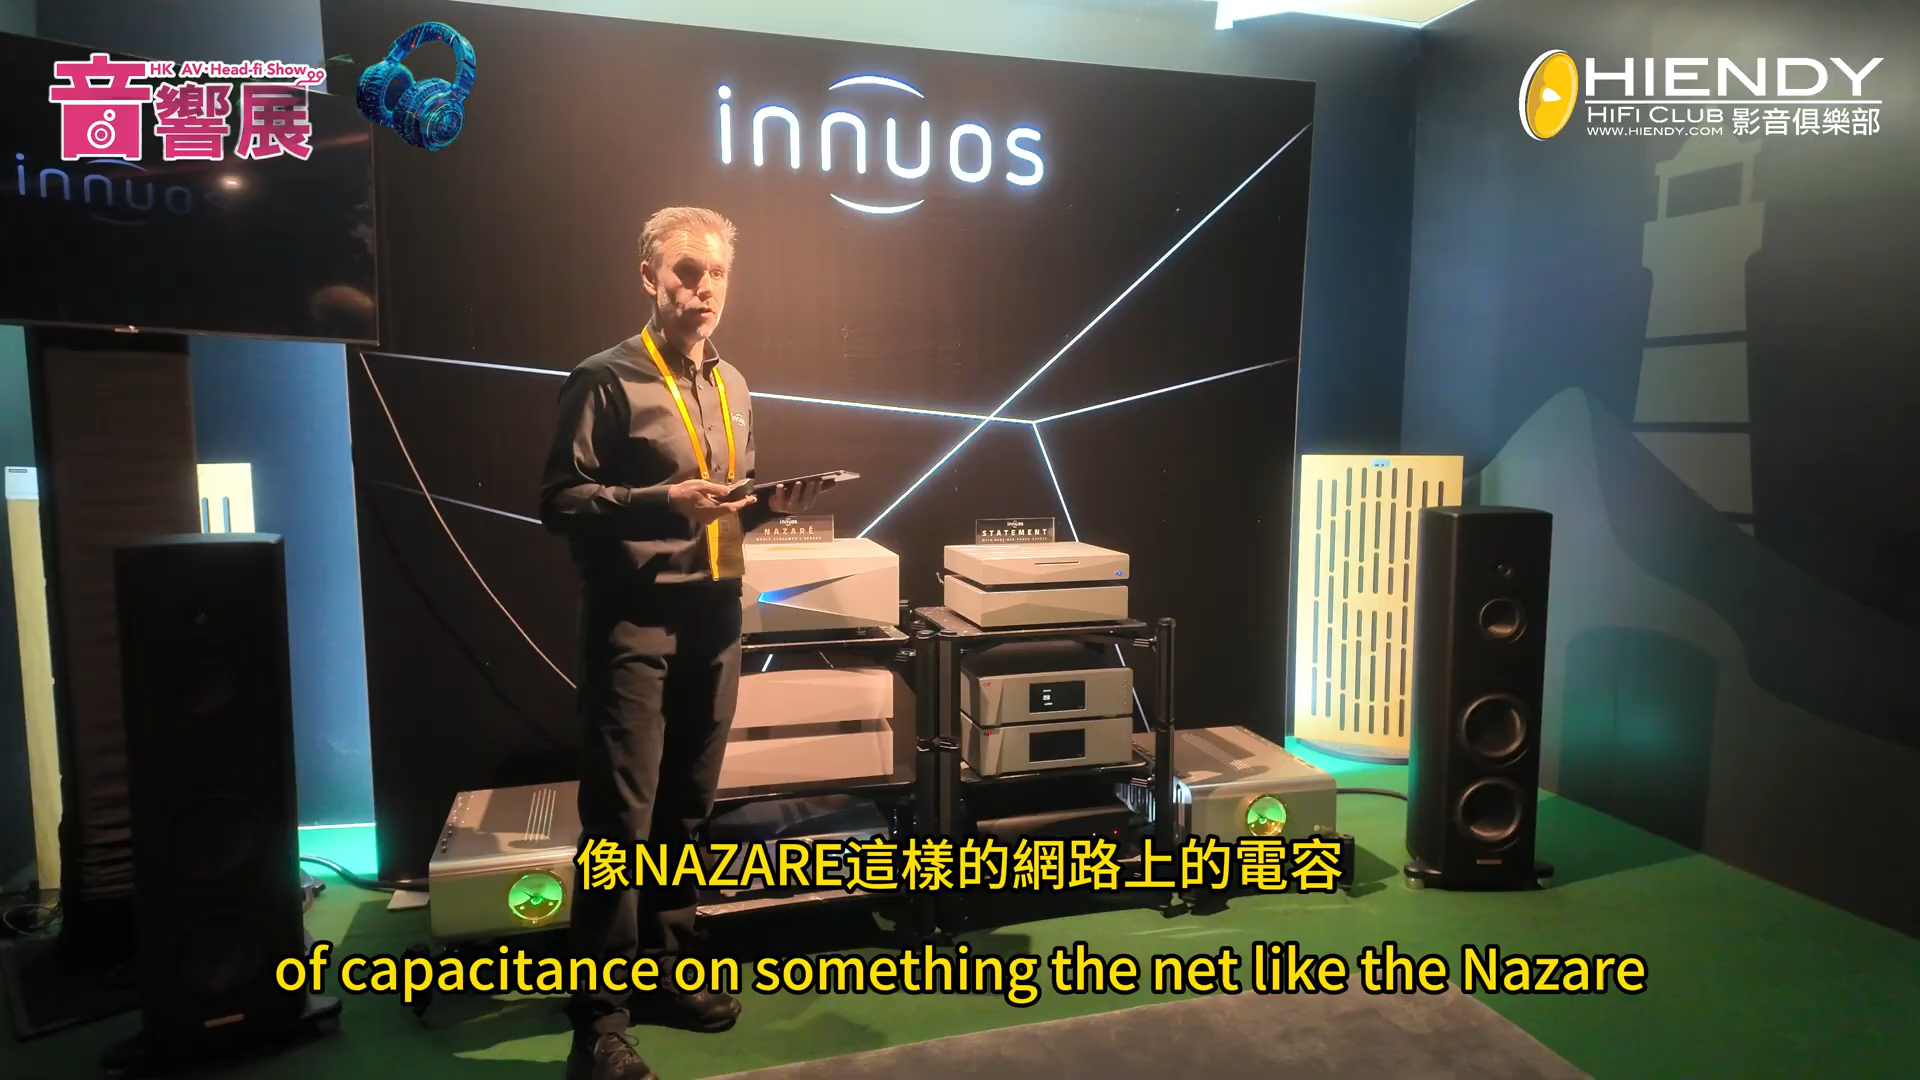 HK AV·Head-fi Show
音響展
HIENDY
HiFi CLUB
WWW.HIENDY.COM 影音俱樂部
innuos
innuos
innuos
NAZARÉ
innuos
STATEMENT
像NAZARE這樣的網路上的電容
of capacitance on something the net like the Nazare